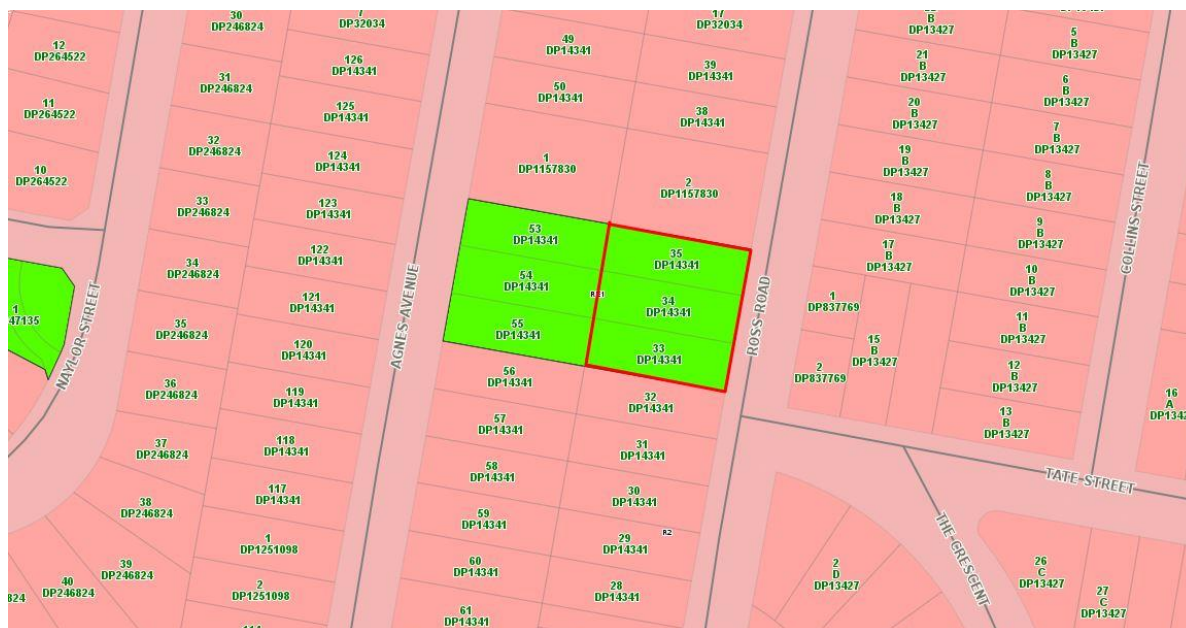 30
DP246824
7
DP32034
17
DP32034
B
DP13427
12
DP264522
126
DP14341
49
DP14341
39
DP14341
21
B
DP13427
5
B
DP13427
31
DP246824
50
DP14341
6
B
DP13427
11
DP264522
125
DP14341
38
DP14341
20
B
DP13427
7
B
DP13427
32
DP246824
124
DP14341
1
DP1157830
19
B
DP13427
10
DP264522
2
DP1157830
8
B
DP13427
33
DP246824
123
DP14341
18
B
DP13427
COLLINS STREET
53
DP14341
9
B
DP13427
34
DP246824
122
DP14341
35
DP14341
17
B
DP13427
54
DP14341
10
B
DP13427
1
47135
NAYLOR STREET
121
DP14341
AGNES AVENUE
34
DP14341
ROSS ROAD
1
DP837769
11
B
DP13427
35
DP246824
120
DP14341
55
DP14341
33
DP14341
15
B
DP13427
2
DP837769
12
B
DP13427
36
DP246824
119
DP14341
56
DP14341
32
DP14341
13
B
DP13427
16
A
37
DP246824
118
DP14341
57
DP14341
31
DP14341
TATE STREET
38
DP246824
117
DP14341
58
DP14341
30
DP14341
1
DP1251098
59
DP14341
29
DP14341
R2
THE CRESCENT
40
DP246824
39
DP246824
2
DP1251098
60
DP14341
28
DP14341
2
D
DP13427
26
C
DP13427
27
C
DP13427
824
61
DP14341